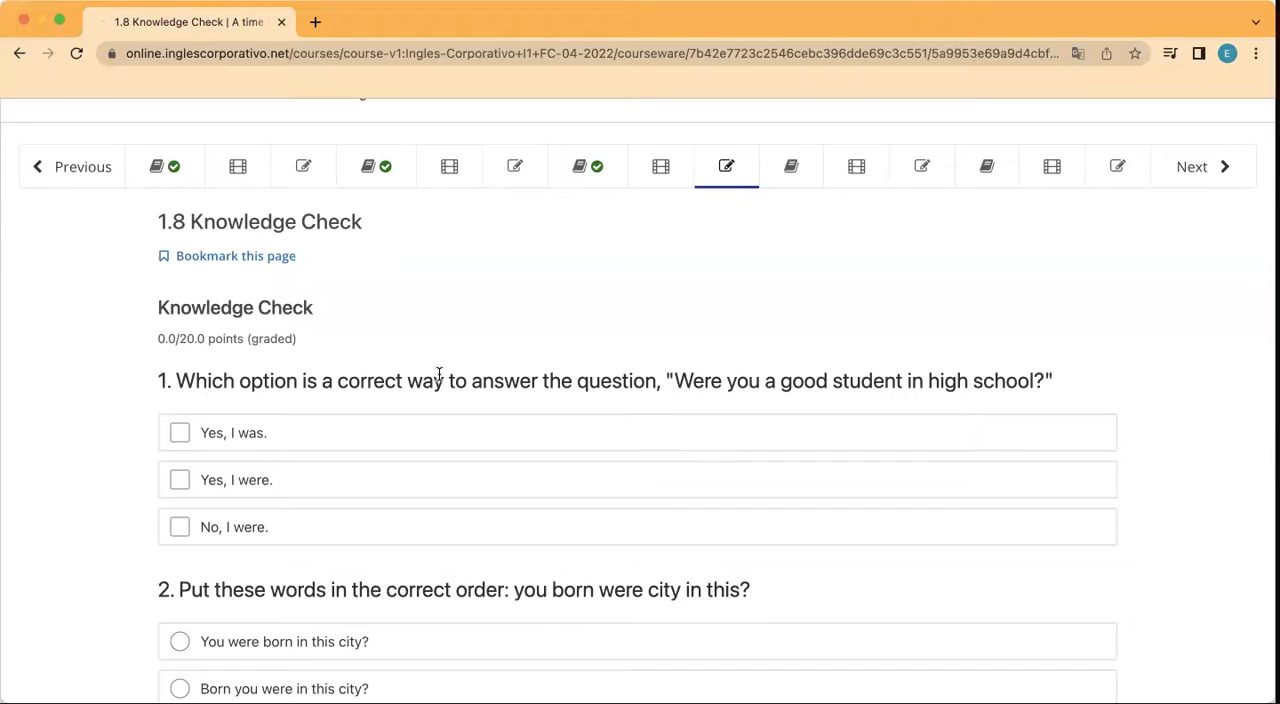 1.8 Knowledge Check | A time
online.inglescorporativo.net/courses/course-v1:Ingles-Corporativo+I1+FC-04-2022/courseware/7b42e7723c2546cebc396dde69c3c551/5a9953e69a9d4cbf...
E
Previous
Next
1.8 Knowledge Check
Bookmark this page
Knowledge Check
0.0/20.0 points (graded)
1. Which option is a correct way to answer the question, "Were you a good student in high school?"
Yes, I was.
Yes, I were.
No, I were.
2. Put these words in the correct order: you born were city in this?
You were born in this city?
Born you were in this city?